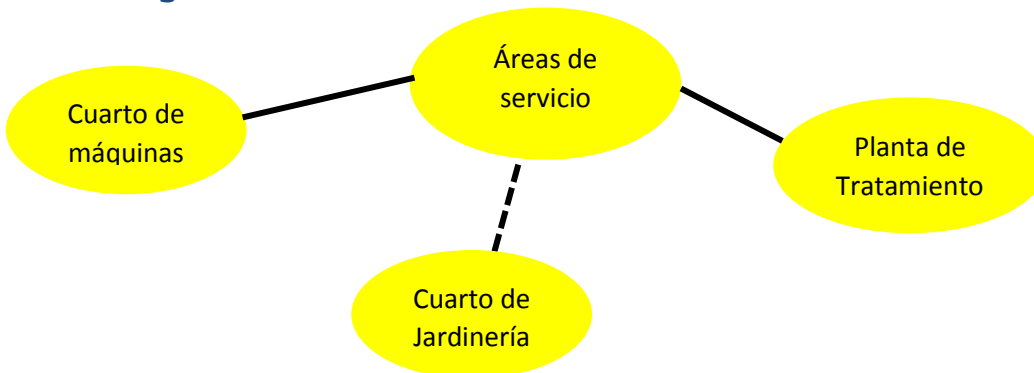 Áreas de
servicio
Cuarto de
máquinas
Planta de
Tratamiento
Cuarto de
Jardinería